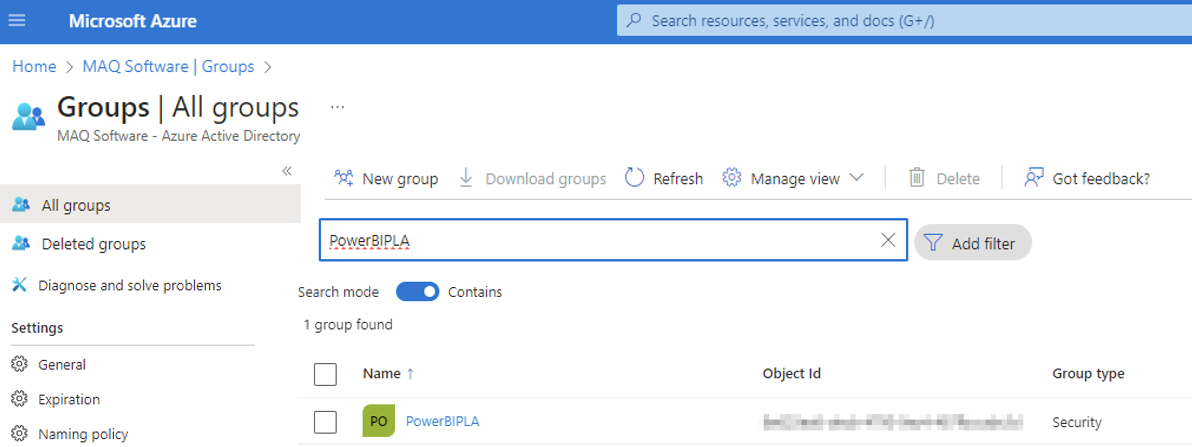 Microsoft Azure
Search resources, services, and docs (G+/)
Home > MAQ Software | Groups >
Groups | All groups ...
MAQ Software - Azure Active Directory
«
New group Download groups Refresh Manage view Delete Got feedback?
All groups
Deleted groups
Diagnose and solve problems
Settings
General
Expiration
Naming policy
PowerBIPLA
Add filter
Search mode Contains
1 group found
Name ↑ Object Id Group type
PO PowerBIPLA Security